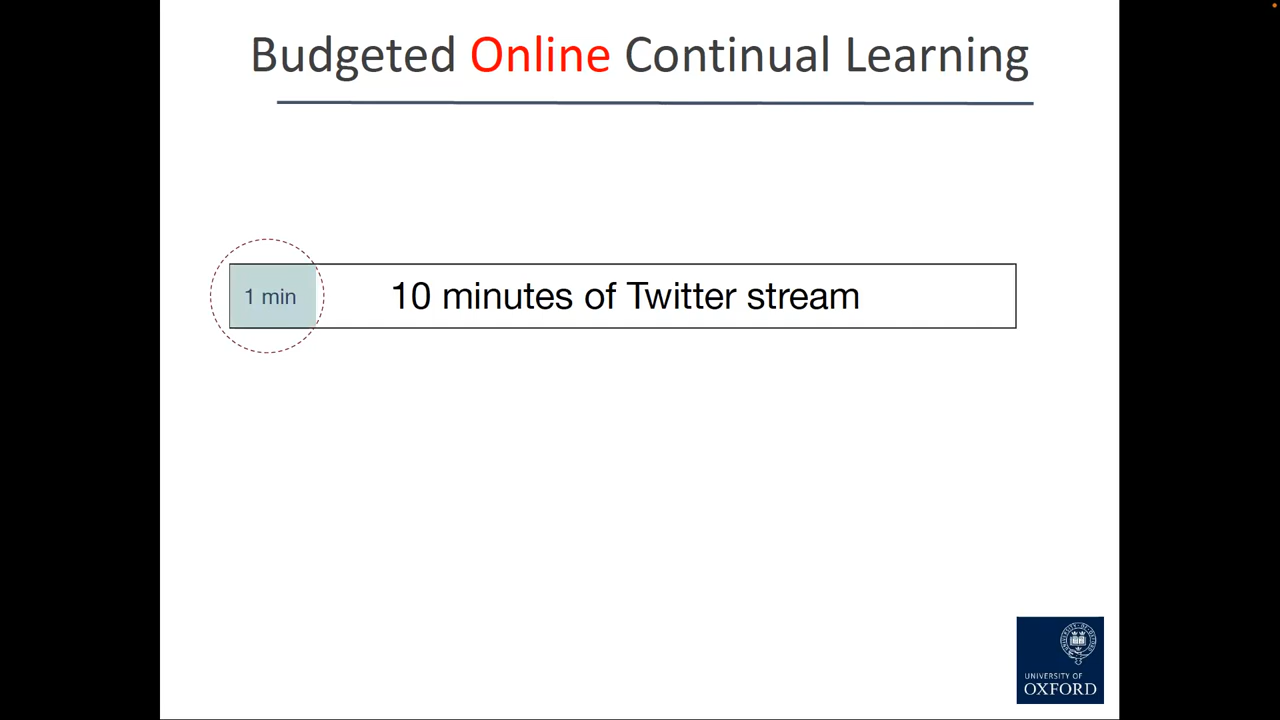 Budgeted Online Continual Learning
1 min
10 minutes of Twitter stream
UNIVERSITY OF
OXFORD